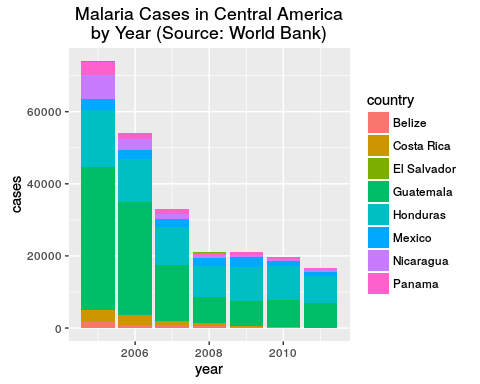 Malaria Cases in Central America
by Year (Source: World Bank)
cases
60000
40000
20000
0
2006
2008
2010
year
country
Belize
Costa Rica
El Salvador
Guatemala
Honduras
Mexico
Nicaragua
Panama